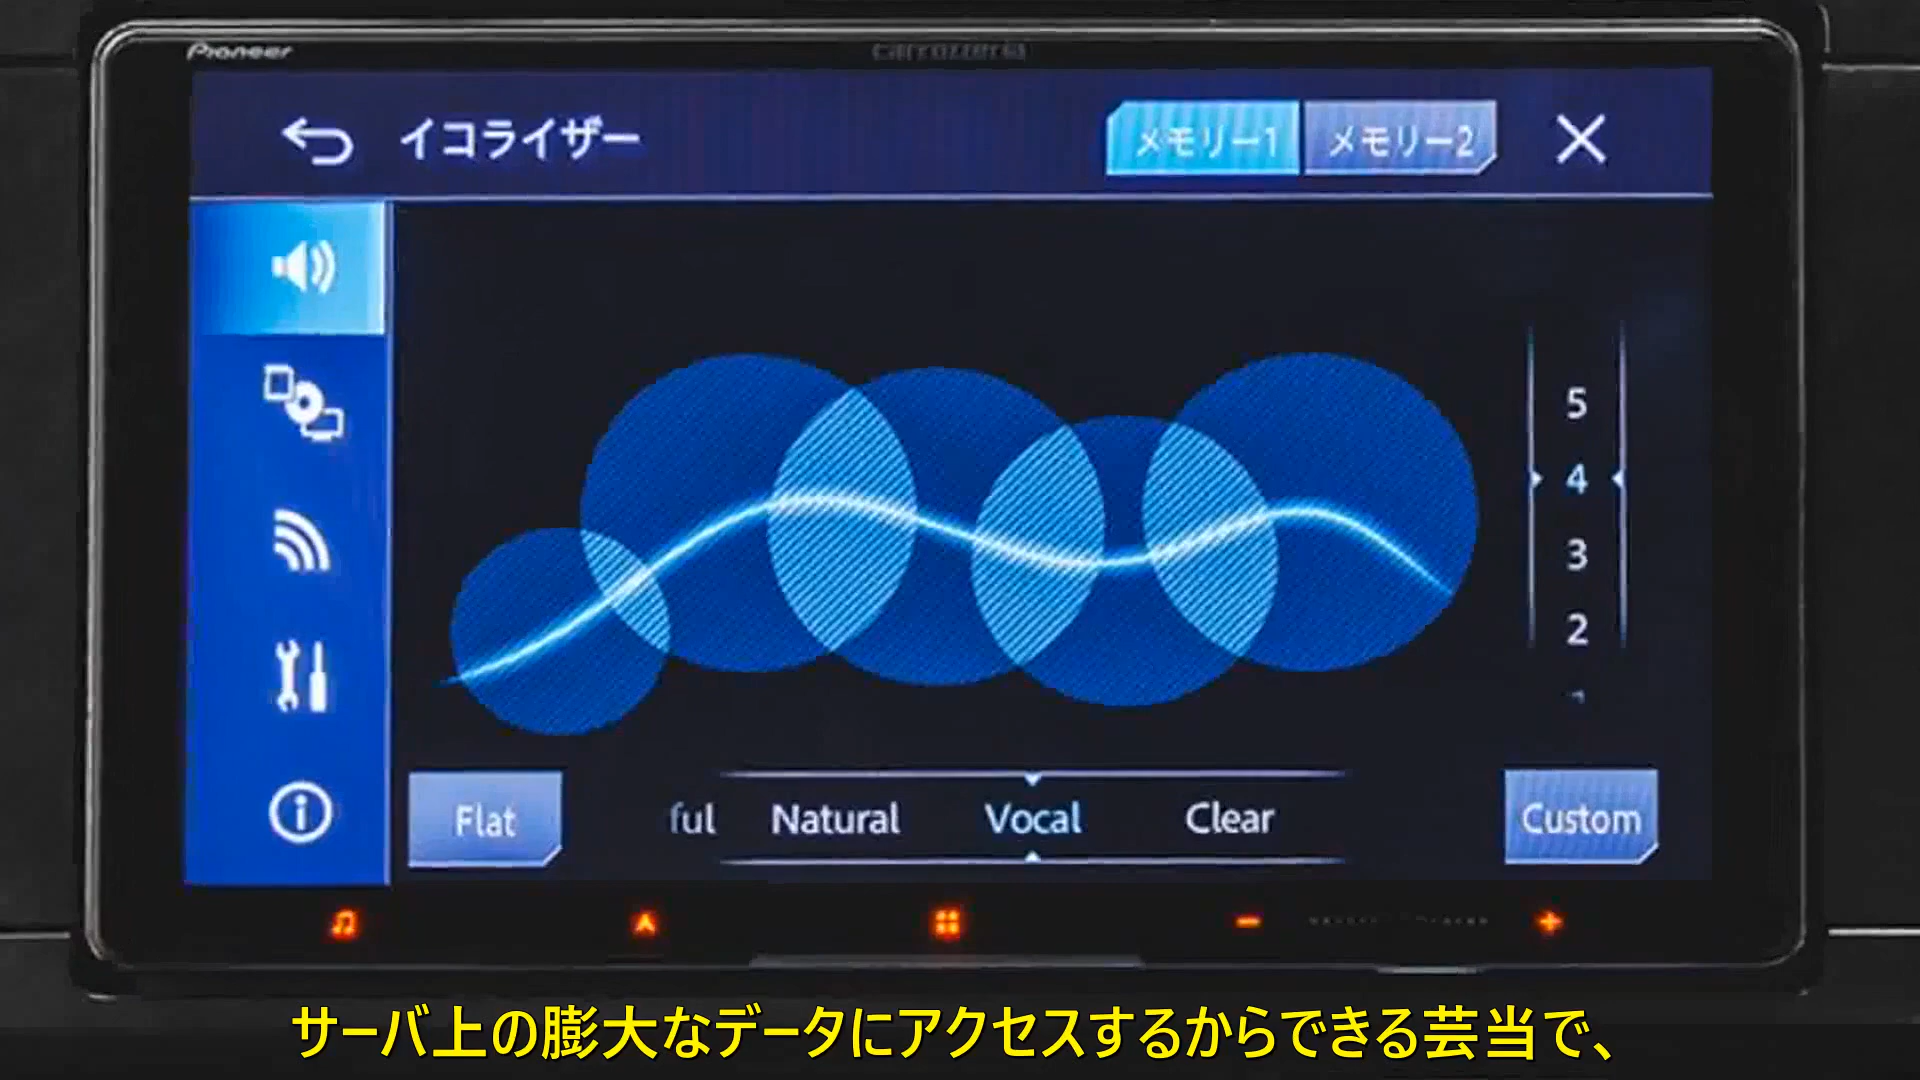 Pioneer
carrozzeria
イコライザー
メモリー1
メモリー2
5
4
3
2
Flat
ful
Natural
Vocal
Clear
Custom
サーバ上の膨大なデータにアクセスするからできる芸当で、